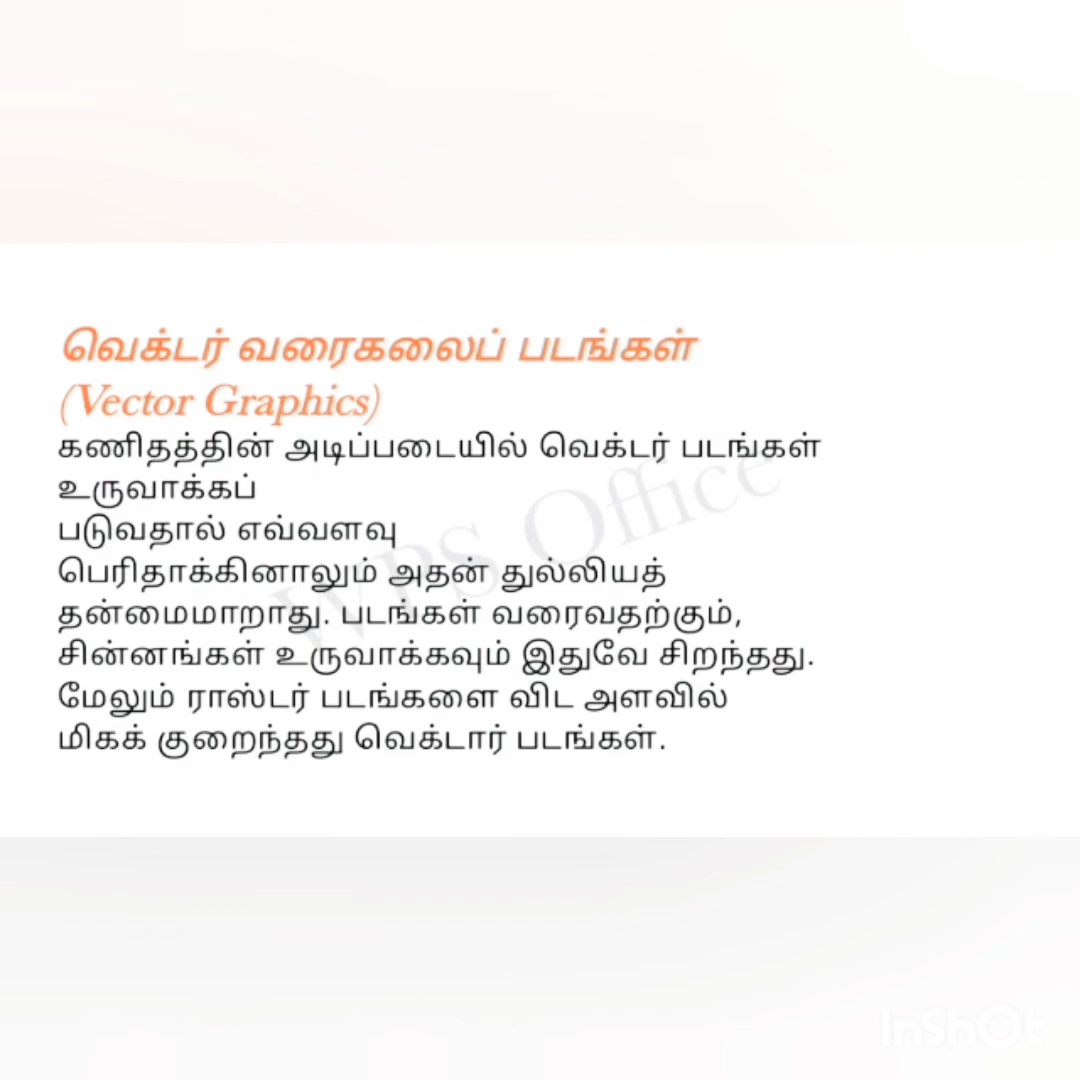 வெக்டர் வரைகலைப் படங்கள்
(Vector Graphics)
கணிதத்தின் அடிப்படையில் வெக்டர் படங்கள்
உருவாக்கப்
படுவதால் எவ்வளவு
பெரிதாக்கினாலும் அதன் துல்லியத்
தன்மைமாறாது. படங்கள் வரைவதற்கும்,
சின்னங்கள் உருவாக்கவும் இதுவே சிறந்தது.
மேலும் ராஸ்டர் படங்களை விட அளவில்
மிகக் குறைந்தது வெக்டார் படங்கள்.
WPS Office
InShOt